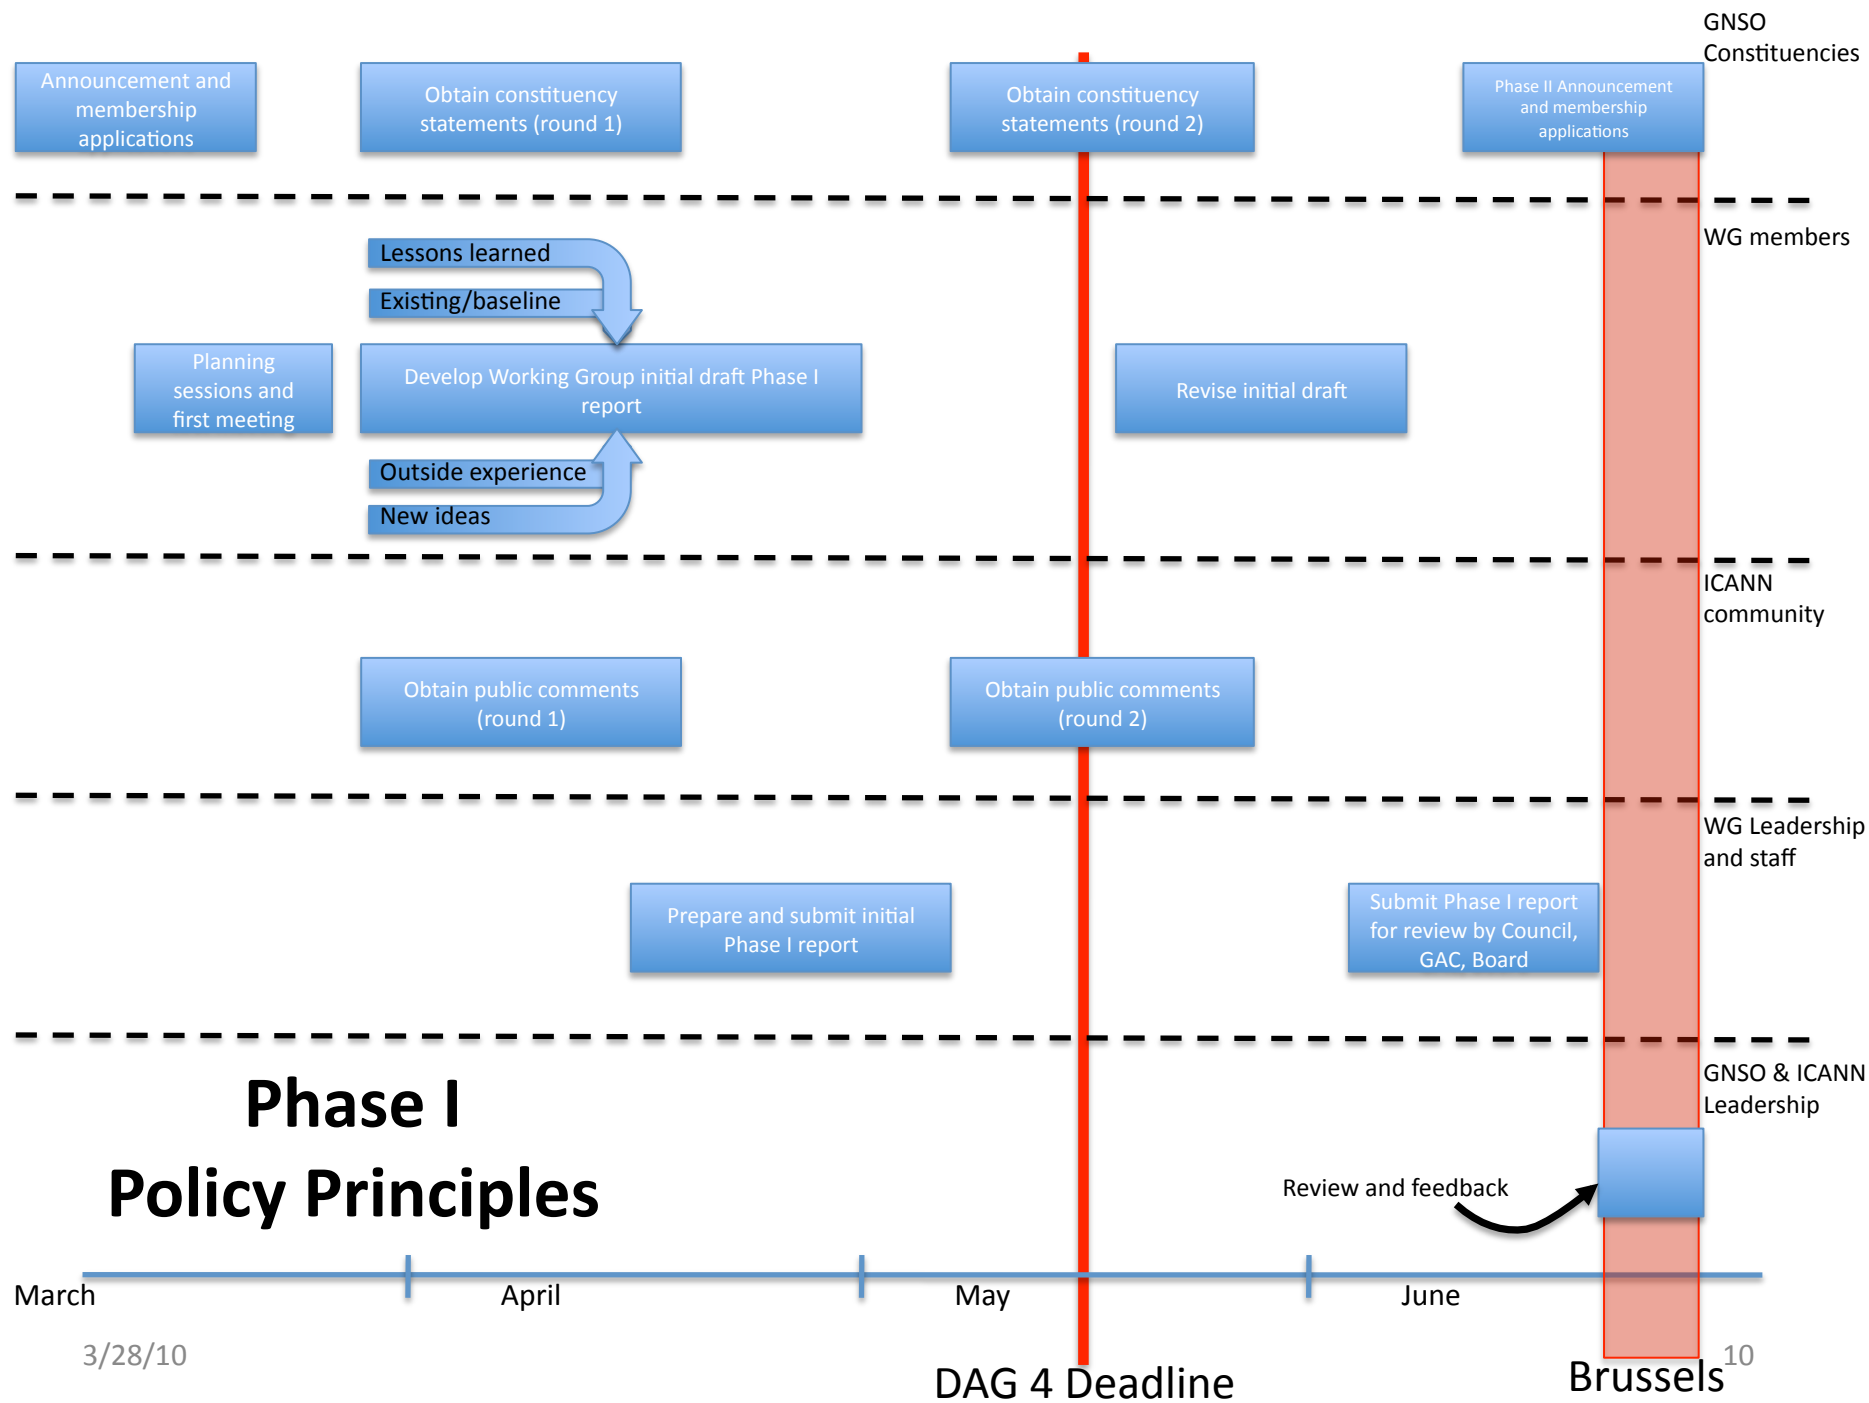 GNSO
Constituencies
Announcement and
membership
applications
Obtain constituency
statements (round 1)
Obtain constituency
statements (round 2)
Phase II Announcement
and membership
applications
WG members
Lessons learned
Existing/baseline
Planning
sessions and
first meeting
Develop Working Group initial draft Phase I
report
Revise initial draft
Outside experience
New ideas
ICANN
community
Obtain public comments
(round 1)
Obtain public comments
(round 2)
WG Leadership
and staff
Prepare and submit initial
Phase I report
Submit Phase I report
for review by Council,
GAC, Board
GNSO & ICANN
Leadership
Phase I
Policy Principles
Review and feedback
March
April
May
June
3/28/10
10
DAG 4 Deadline
Brussels